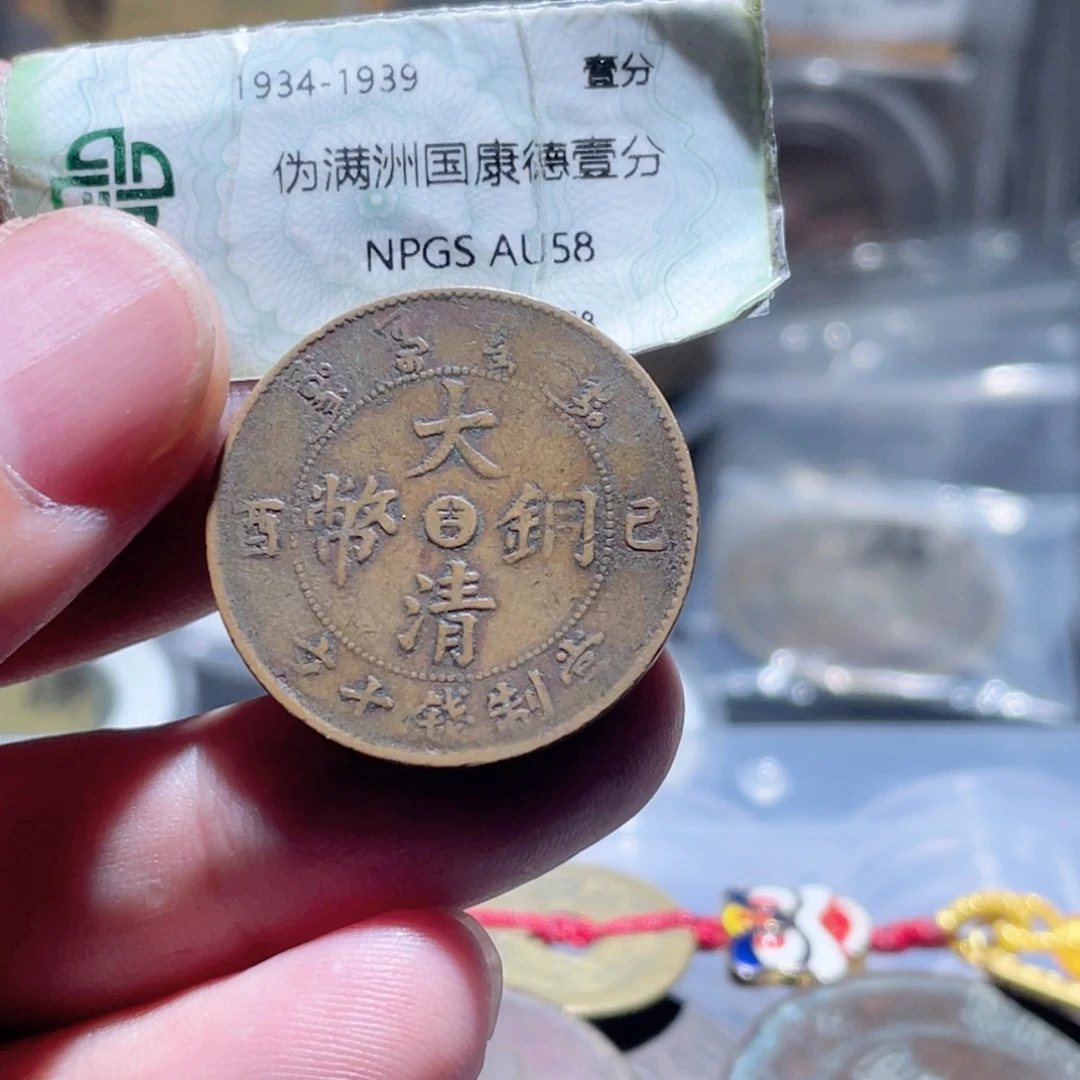 1934-1939 壹分
伪满洲国康德壹分
NPGS AU58
大清銅幣
吉
己酉
當制錢十文